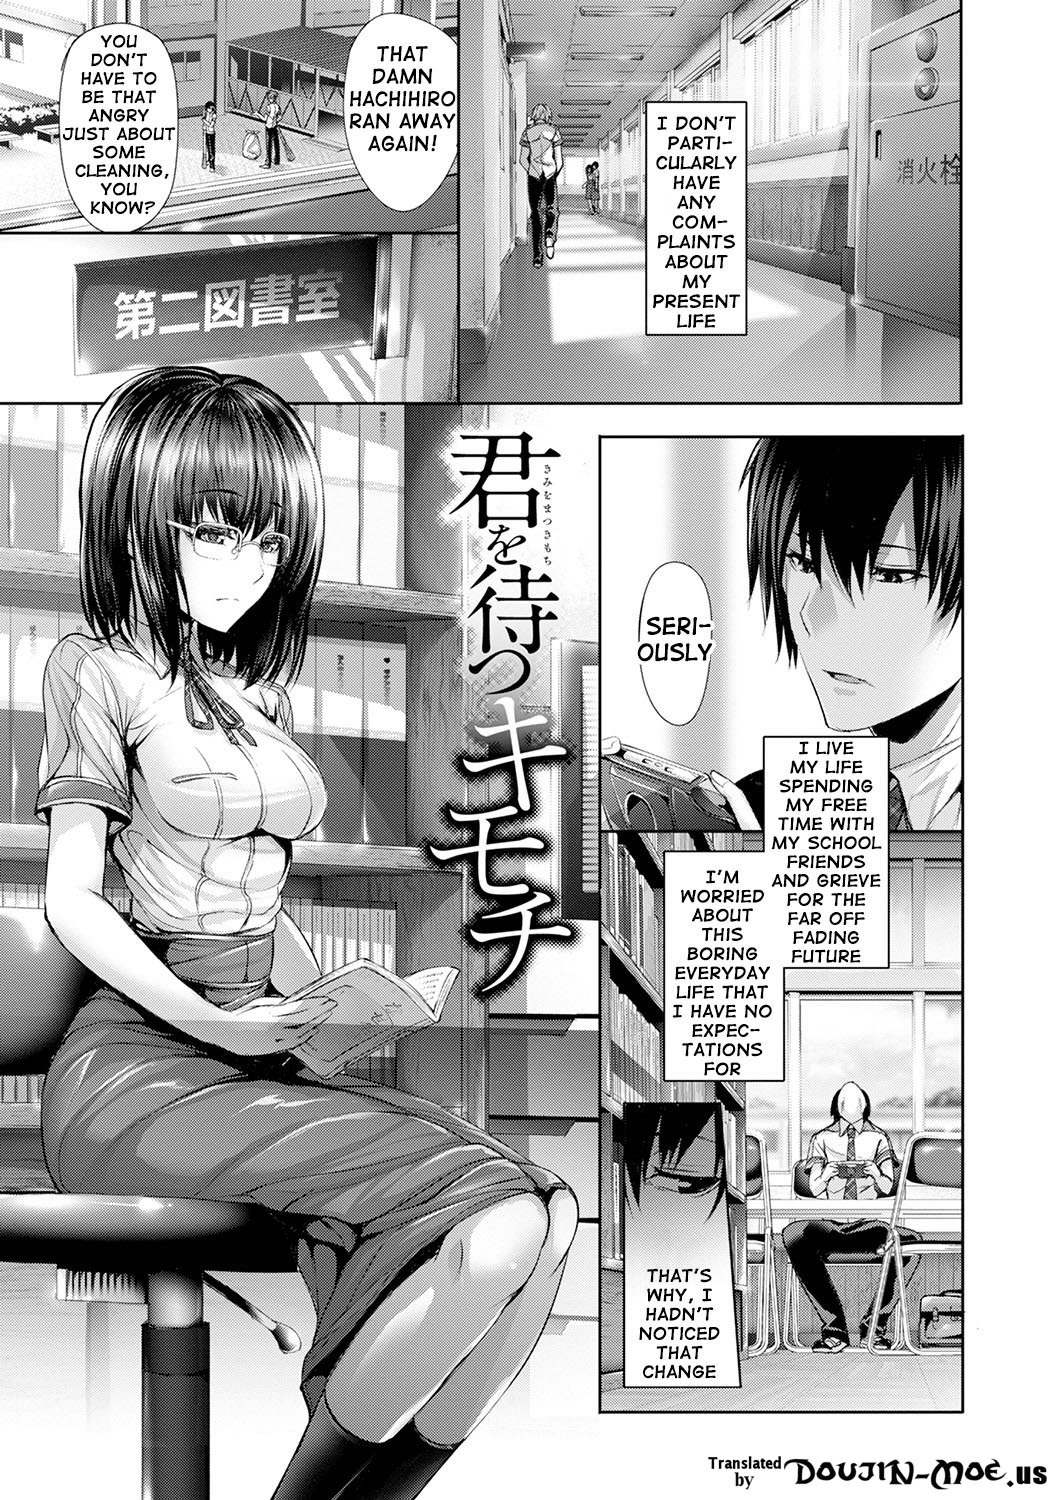 I DON'T
PARTI-
CULARLY
HAVE
ANY
COM-
PLAINTS
ABOUT
MY
PRESENT
LIFE
消火栓
THAT
DAMN
HACHIHIRO
RAN AWAY
AGAIN!
YOU
DON'T
HAVE TO
BE THAT
ANGRY
JUST ABOUT
SOME
CLEANING,
YOU
KNOW?
第二図書室
SERI-
OUSLY
君を待つキモチ
きみをまつきもち
I LIVE
MY LIFE
SPENDING
MY FREE
TIME WITH
MY SCHOOL
FRIENDS
AND GRIEVE
FOR THE
FAR OFF
FADING
FUTURE
I'M
WORRIED
ABOUT
THIS
BORING
EVERYDAY
LIFE THAT
I HAVE NO
EXPEC-
TATIONS
FOR
THAT'S
WHY, I
HADN'T
NOTICED
THAT
CHANGE
Translated
by
DOUJIN-MOE.us